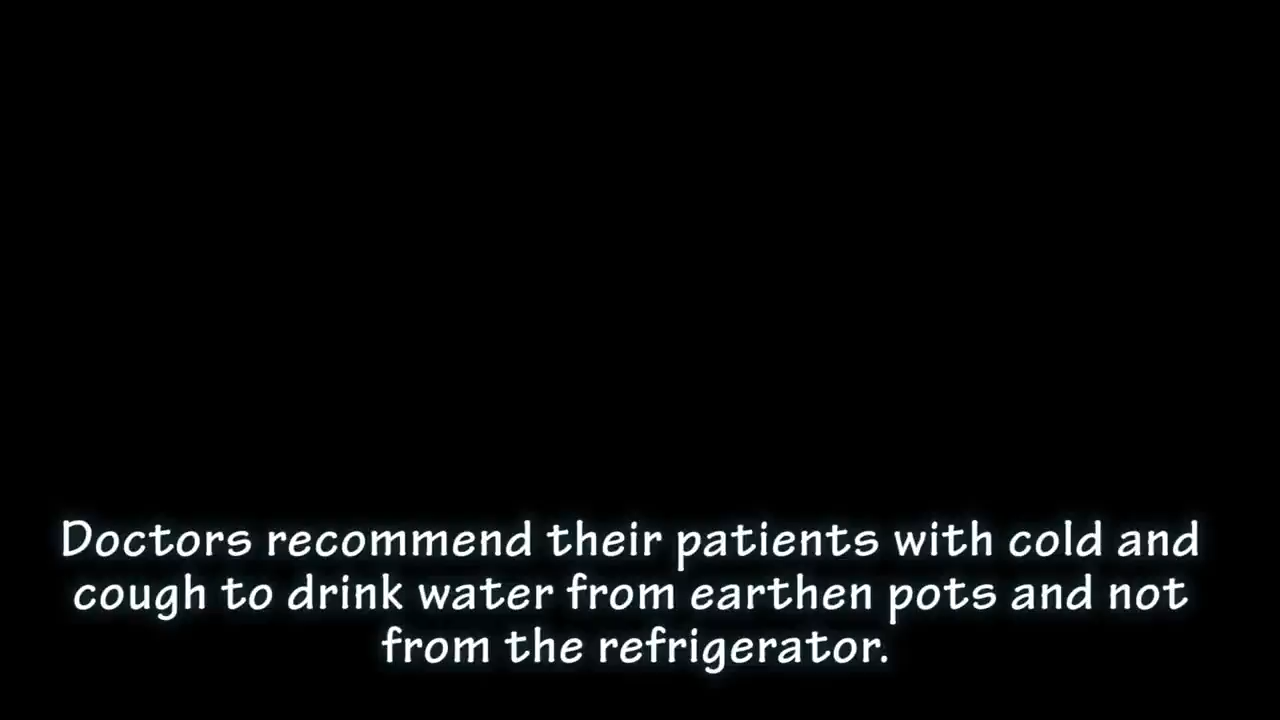 Doctors recommend their patients with cold and
cough to drink water from earthen pots and not
from the refrigerator.